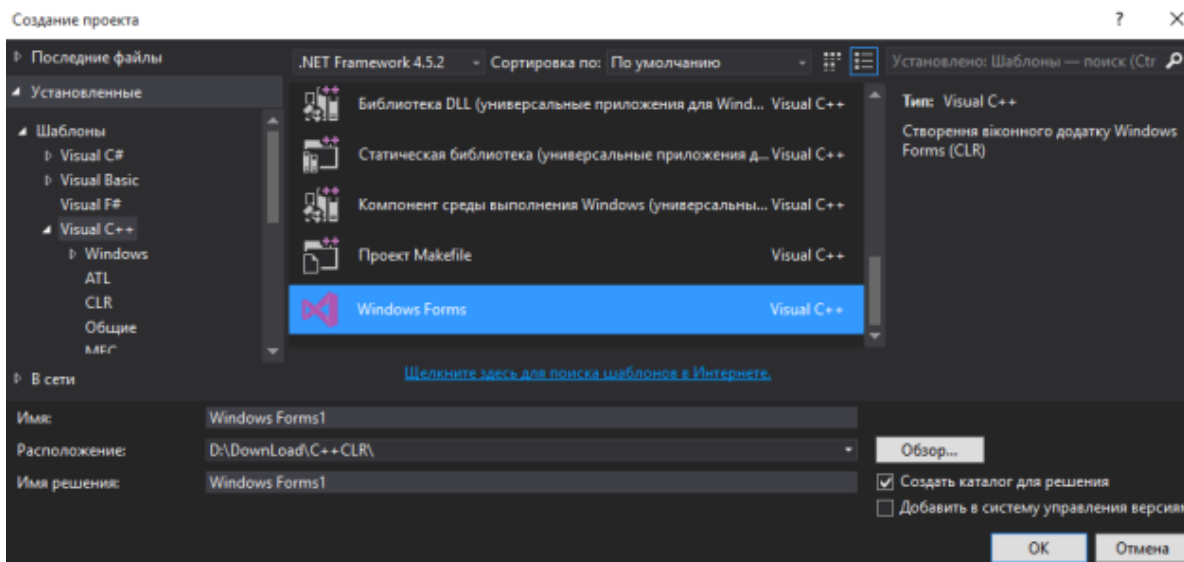 Создание проекта
?
Последние файлы
.NET Framework 4.5.2
Сортировка по: По умолчанию
Установлено: Шаблоны — поиск (Ctr
Установленные
Шаблоны
Visual C#
Visual Basic
Visual F#
Visual C++
Windows
ATL
CLR
Общие
MFC
В сети
Библиотека DLL (универсальные приложения для Wind... Visual C++
Статическая библиотека (универсальные приложения д... Visual C++
Компонент среды выполнения Windows (универсальны... Visual C++
Проект Makefile Visual C++
Windows Forms Visual C++
Щелкните здесь для поиска шаблонов в Интернете.
Тип: Visual C++
Створення віконного додатку Windows
Forms (CLR)
Имя: Windows Forms1
Расположение: D:\DownLoad\C++CLR\
Обзор...
Имя решения: Windows Forms1
Создать каталог для решения
Добавить в систему управления версиям
ОК
Отмена